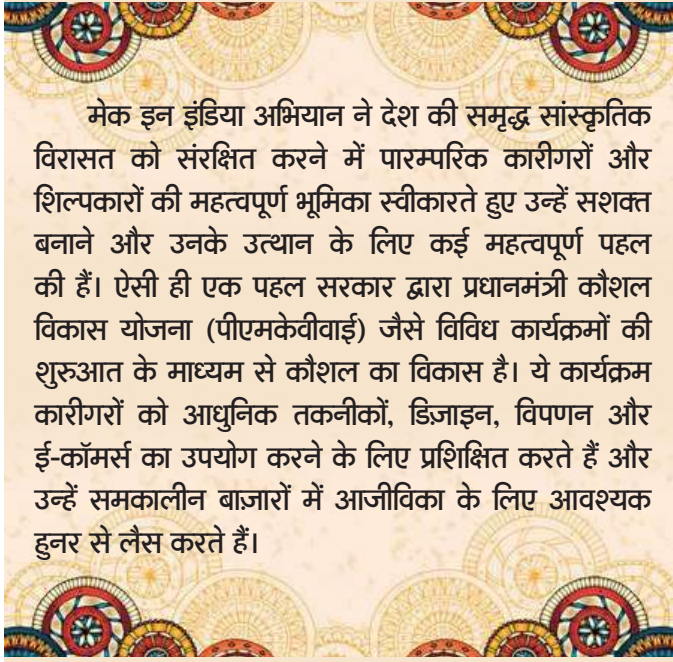 मेक इन इंडिया अभियान ने देश की समृद्ध सांस्कृतिक
विरासत को संरक्षित करने में पारम्परिक कारीगरों और
शिल्पकारों की महत्वपूर्ण भूमिका स्वीकारते हुए उन्हें सशक्त
बनाने और उनके उत्थान के लिए कई महत्वपूर्ण पहल
की हैं। ऐसी ही एक पहल सरकार द्वारा प्रधानमंत्री कौशल
विकास योजना (पीएमकेवीवाई) जैसे विविध कार्यक्रमों की
शुरुआत के माध्यम से कौशल का विकास है। ये कार्यक्रम
कारीगरों को आधुनिक तकनीकों, डिज़ाइन, विपणन और
ई-कॉमर्स का उपयोग करने के लिए प्रशिक्षित करते हैं और
उन्हें समकालीन बाज़ारों में आजीविका के लिए आवश्यक
हुनर से लैस करते हैं।